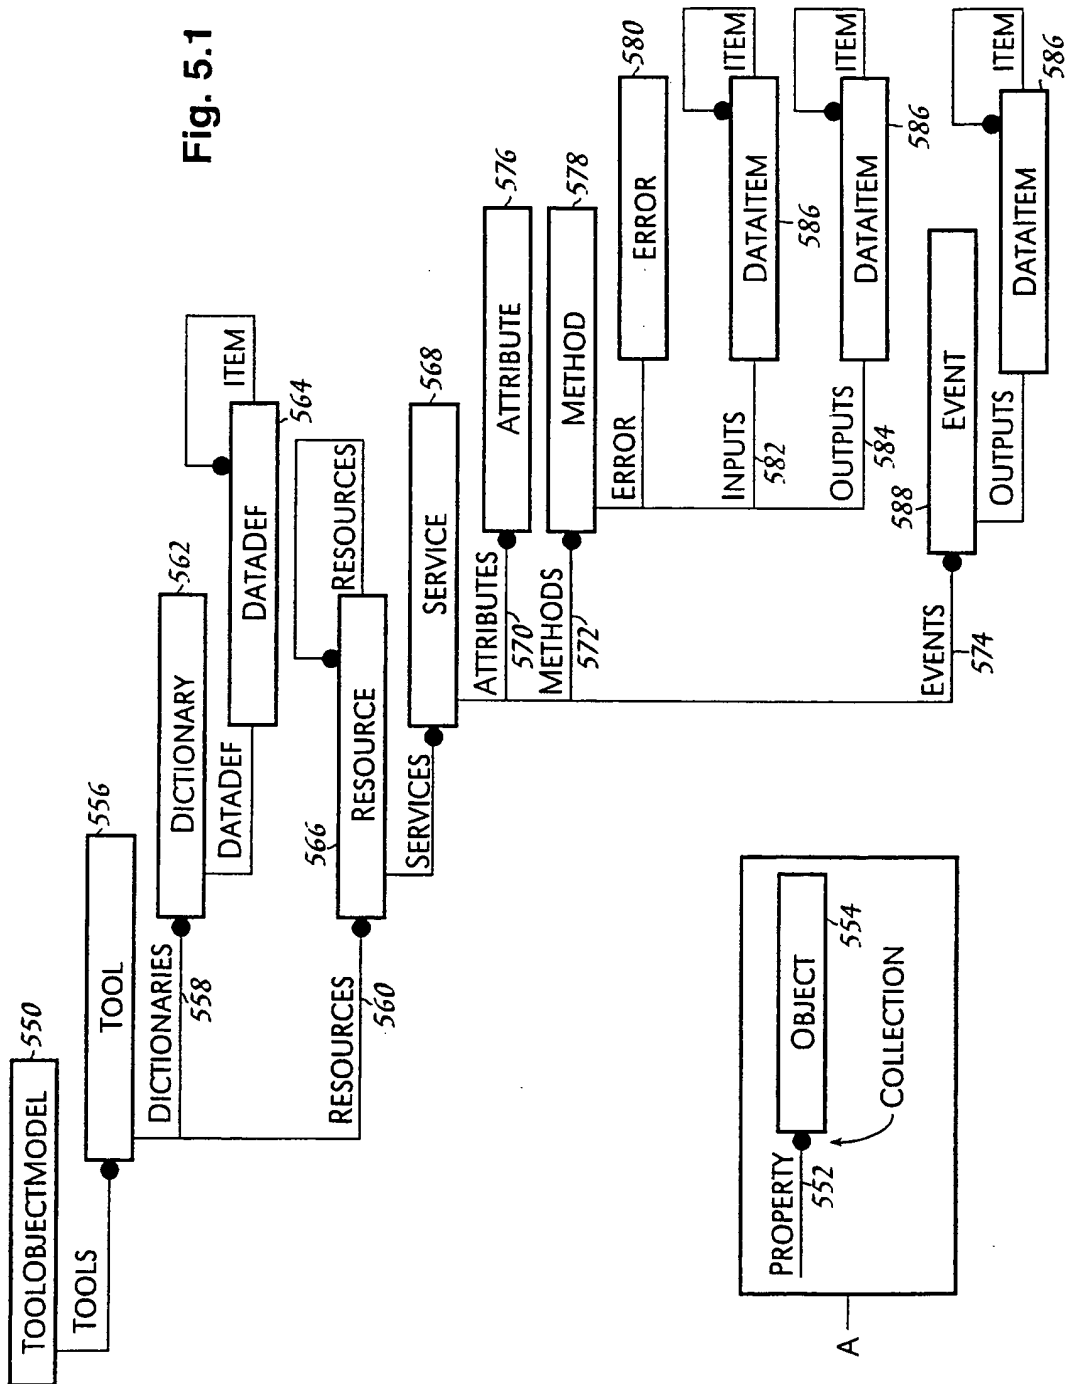 Fig. 5.1
TOOLOBJECTMODEL
550
TOOLS
TOOL
556
DICTIONARIES
558
DICTIONARY
562
DATADEF
DATADEF
564
ITEM
RESOURCES
560
RESOURCE
566
RESOURCES
SERVICES
SERVICE
568
ATTRIBUTES
570
ATTRIBUTE
576
METHODS
572
METHOD
578
ERROR
ERROR
580
INPUTS
582
DATAITEM
586
ITEM
OUTPUTS
584
DATAITEM
586
ITEM
EVENTS
574
EVENT
588
OUTPUTS
DATAITEM
586
ITEM
A
PROPERTY
552
OBJECT
554
COLLECTION